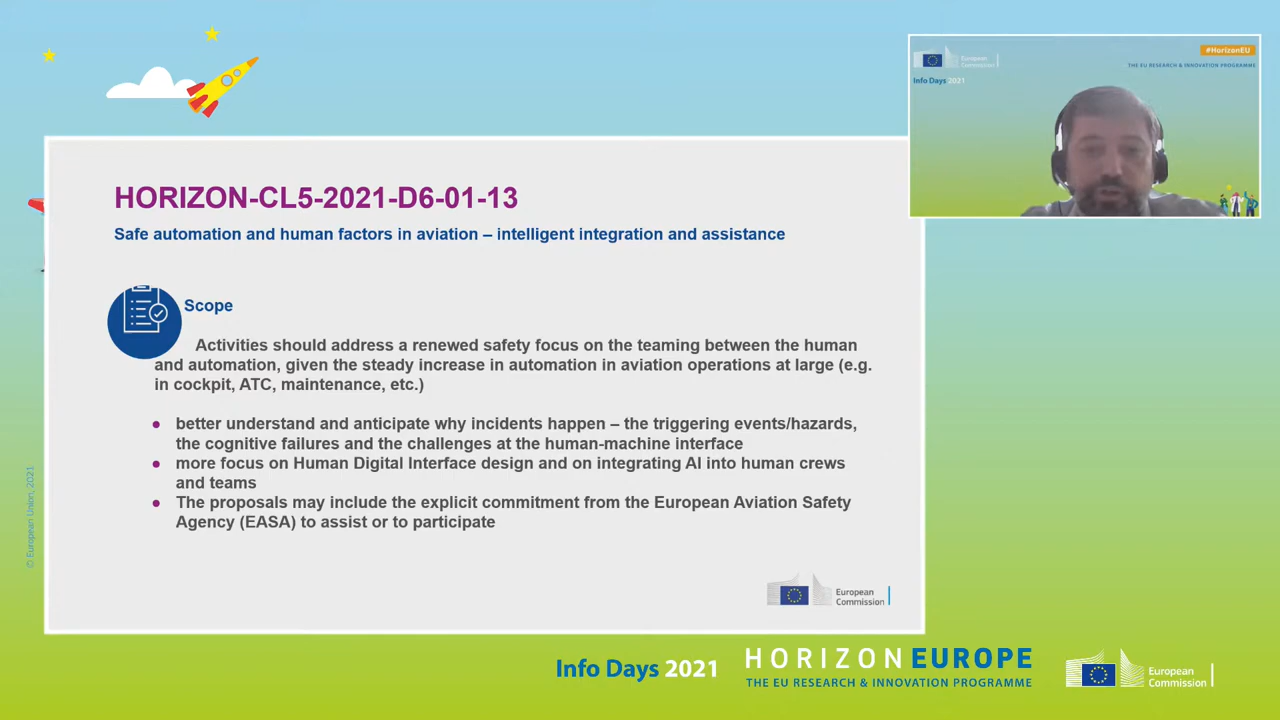 #HorizonEU
European
Commission
THE EU RESEARCH & INNOVATION PROGRAMME
Info Days 2021
HORIZON-CL5-2021-D6-01-13
Safe automation and human factors in aviation – intelligent integration and assistance
Scope
Activities should address a renewed safety focus on the teaming between the human
and automation, given the steady increase in automation in aviation operations at large (e.g.
in cockpit, ATC, maintenance, etc.)
● better understand and anticipate why incidents happen – the triggering events/hazards,
the cognitive failures and the challenges at the human-machine interface
● more focus on Human Digital Interface design and on integrating AI into human crews
and teams
● The proposals may include the explicit commitment from the European Aviation Safety
Agency (EASA) to assist or to participate
© European Union, 2021
European
Commission
Info Days 2021
HORIZON EUROPE
THE EU RESEARCH & INNOVATION PROGRAMME
European
Commission